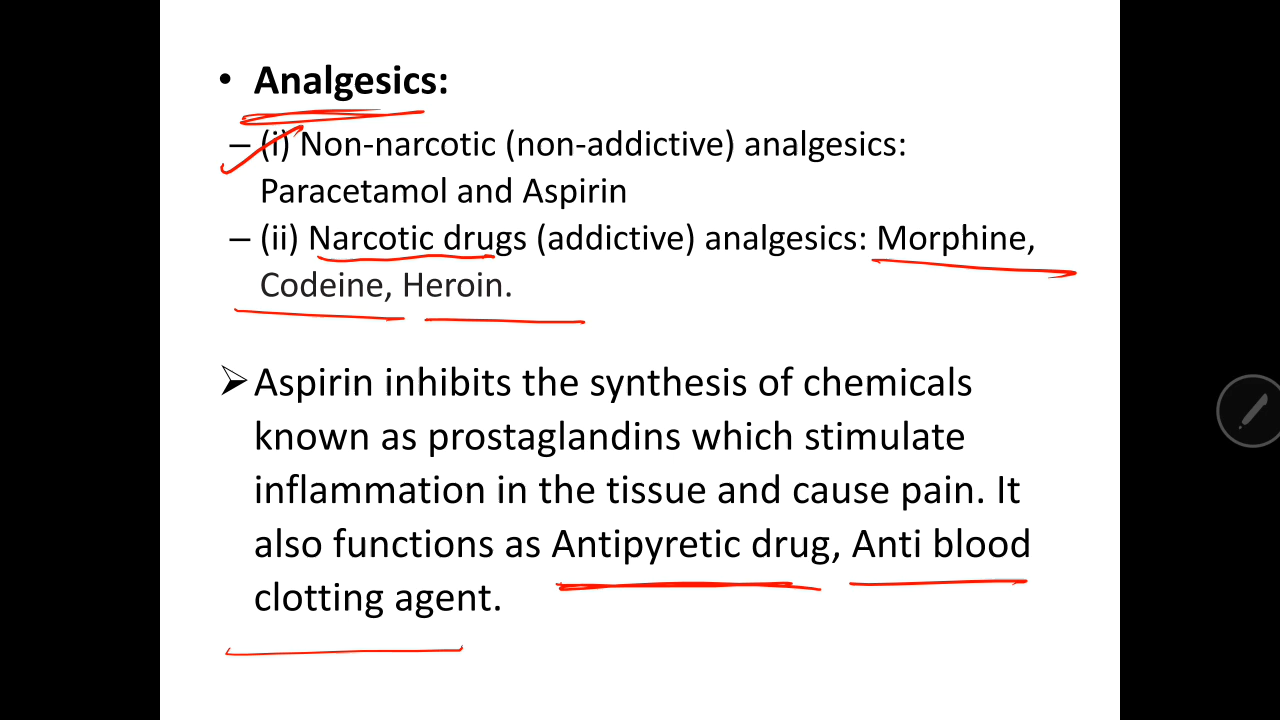 • Analgesics:
– (i) Non-narcotic (non-addictive) analgesics:
Paracetamol and Aspirin
– (ii) Narcotic drugs (addictive) analgesics: Morphine,
Codeine, Heroin.
➢ Aspirin inhibits the synthesis of chemicals
known as prostaglandins which stimulate
inflammation in the tissue and cause pain. It
also functions as Antipyretic drug, Anti blood
clotting agent.